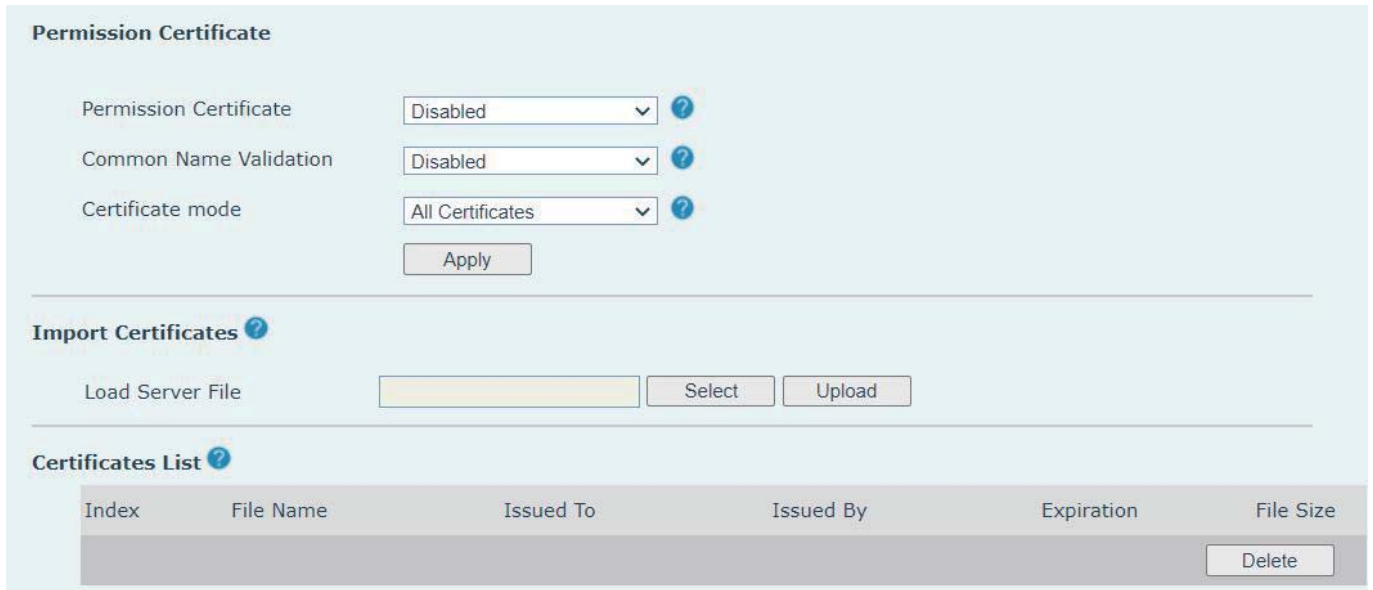 Permission Certificate
Permission Certificate Disabled ?
Common Name Validation Disabled ?
Certificate mode All Certificates ?
Apply
Import Certificates ?
Load Server File Select Upload
Certificates List ?
Index File Name Issued To Issued By Expiration File Size
Delete